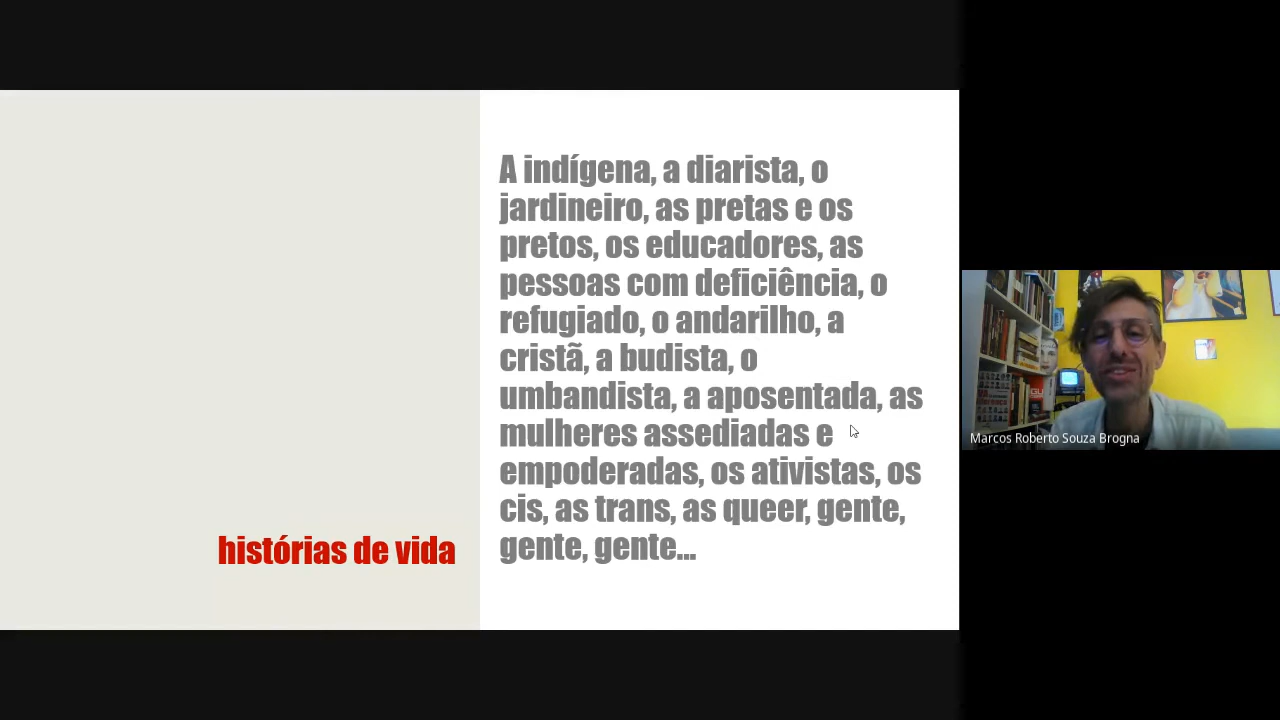 A indígena, a diarista, o
jardineiro, as pretas e os
pretos, os educadores, as
pessoas com deficiência, o
refugiado, o andarilho, a
cristã, a budista, o
umbandista, a aposentada, as
mulheres assediadas e
empoderadas, os ativistas, os
cis, as trans, as queer, gente,
gente, gente...
histórias de vida
Marcos Roberto Souza Brogna